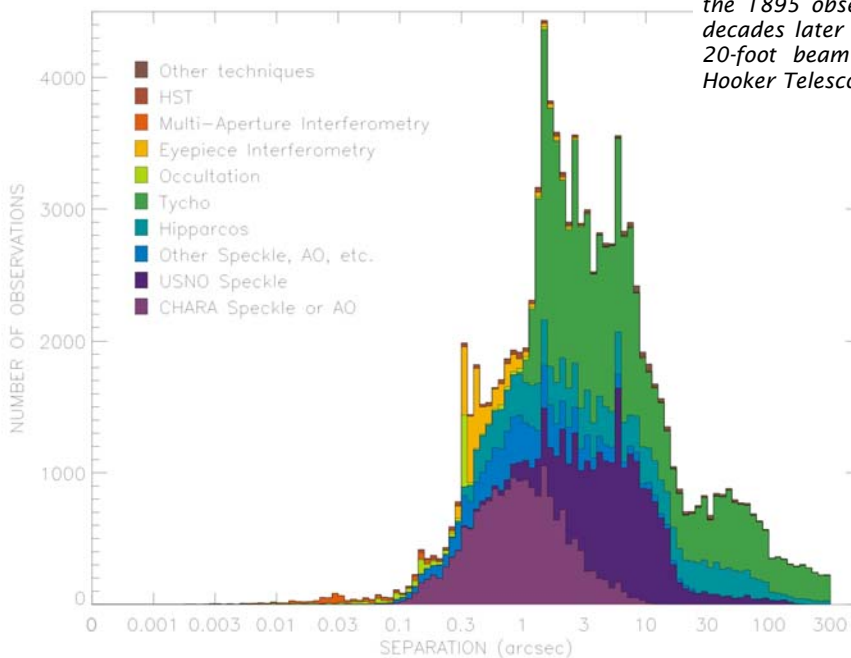 the 1895 obse
decades later
20-foot beam
Hooker Telesc
4000
3000
2000
1000
0
NUMBER OF OBSERVATIONS
Other techniques
HST
Multi-Aperture Interferometry
Eyepiece Interferometry
Occultation
Tycho
Hipparcos
Other Speckle, AO, etc.
USNO Speckle
CHARA Speckle or AO
0 0.001 0.003 0.01 0.03 0.1 0.3 1 3 10 30 100 300
SEPARATION (arcsec)